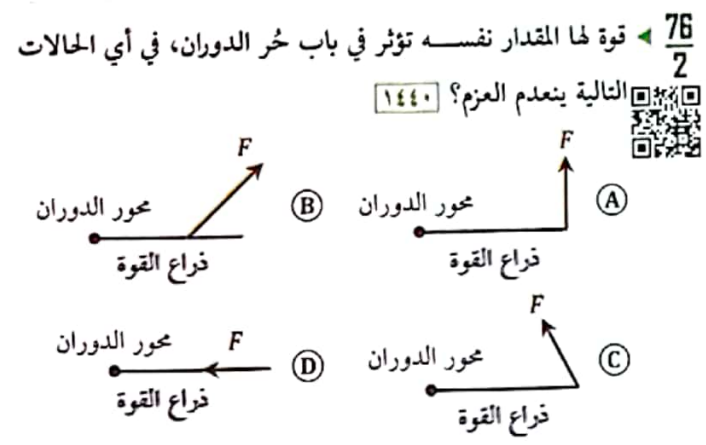 76/2 ◄ قوة لها المقدار نفسه تؤثر في باب حُر الدوران، في أي الحالات
التالية ينعدم العزم؟ ١٤٤٠
A F محور الدوران
ذراع القوة
B F محور الدوران
ذراع القوة
C F محور الدوران
ذراع القوة
D F محور الدوران
ذراع القوة